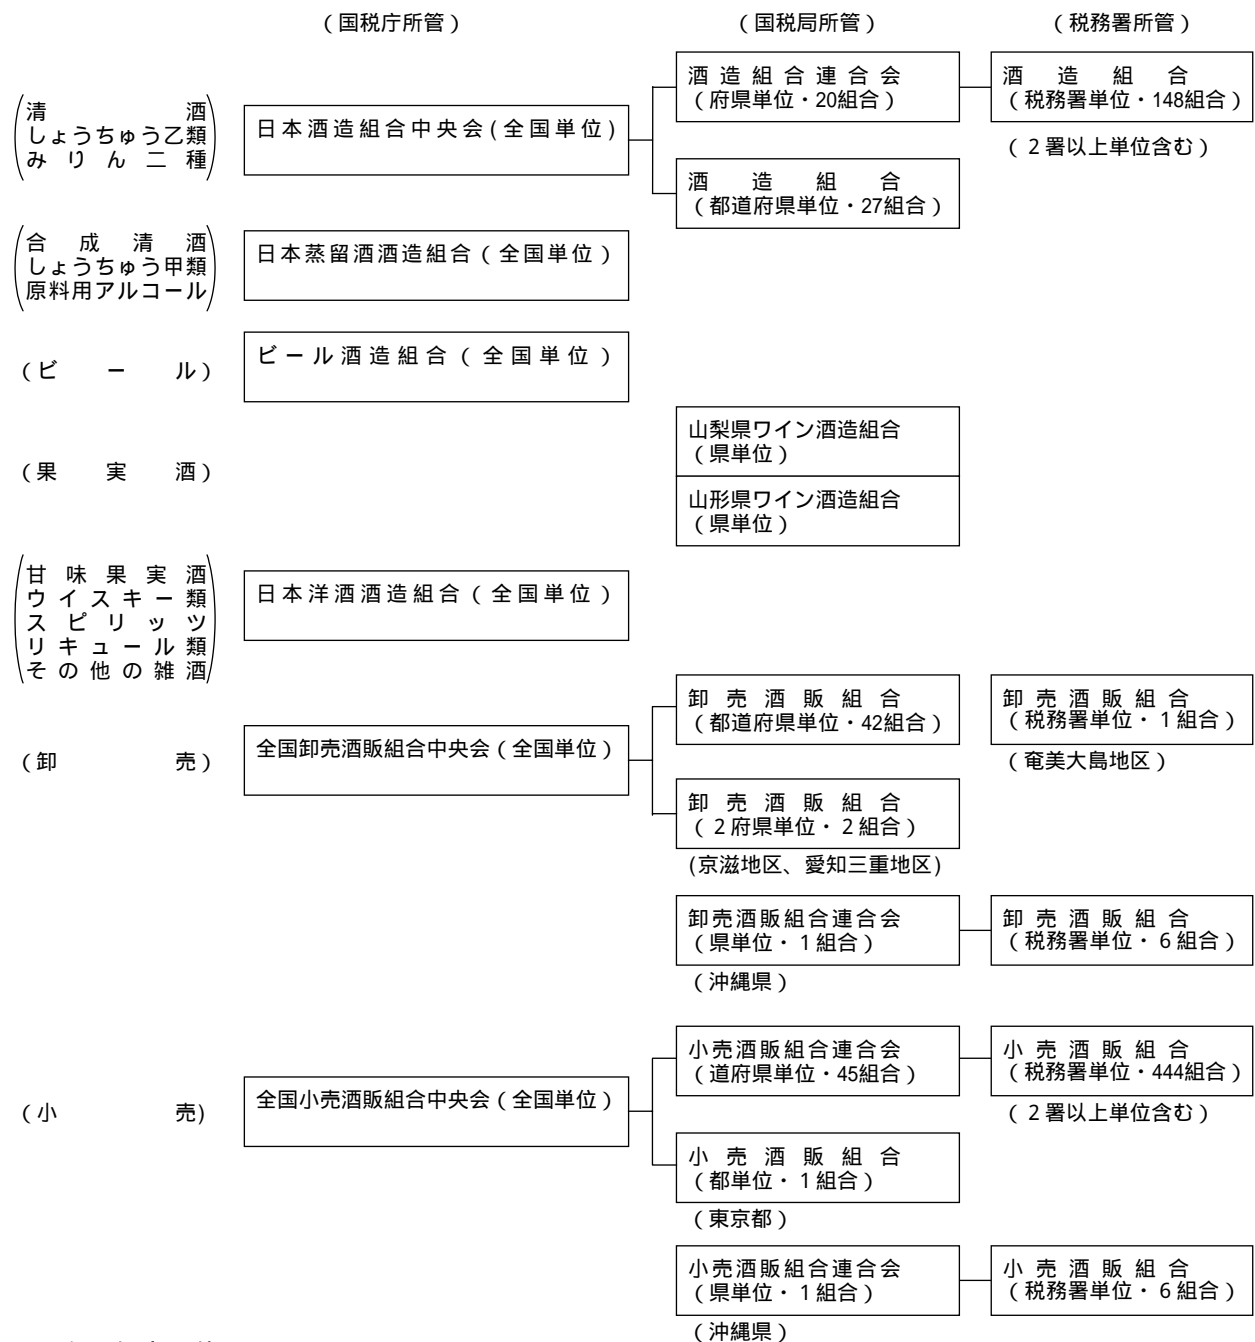 (国税庁所管) (国税局所管) (税務署所管)
清酒
しょうちゅう乙類
みりん二種
日本酒造組合中央会(全国単位)
酒造組合連合会
(府県単位・20組合)
酒造組合
(税務署単位・148組合)
(2署以上単位含む)
酒造組合
(都道府県単位・27組合)
合成清酒
しょうちゅう甲類
原料用アルコール
日本蒸留酒酒造組合(全国単位)
(ビール)
ビール酒造組合(全国単位)
(果実酒)
山梨県ワイン酒造組合
(県単位)
山形県ワイン酒造組合
(県単位)
甘味果実酒
ウイスキー類
スピリッツ
リキュール類
その他の雑酒
日本洋酒酒造組合(全国単位)
(卸売)
全国卸売酒販組合中央会(全国単位)
卸売酒販組合
(都道府県単位・42組合)
卸売酒販組合
(税務署単位・1組合)
(奄美大島地区)
卸売酒販組合
(2府県単位・2組合)
(京滋地区、愛知三重地区)
卸売酒販組合連合会
(県単位・1組合)
(沖縄県)
卸売酒販組合
(税務署単位・6組合)
(小売)
全国小売酒販組合中央会(全国単位)
小売酒販組合連合会
(道府県単位・45組合)
小売酒販組合
(税務署単位・444組合)
(2署以上単位含む)
小売酒販組合
(都単位・1組合)
(東京都)
小売酒販組合連合会
(県単位・1組合)
(沖縄県)
小売酒販組合
(税務署単位・6組合)